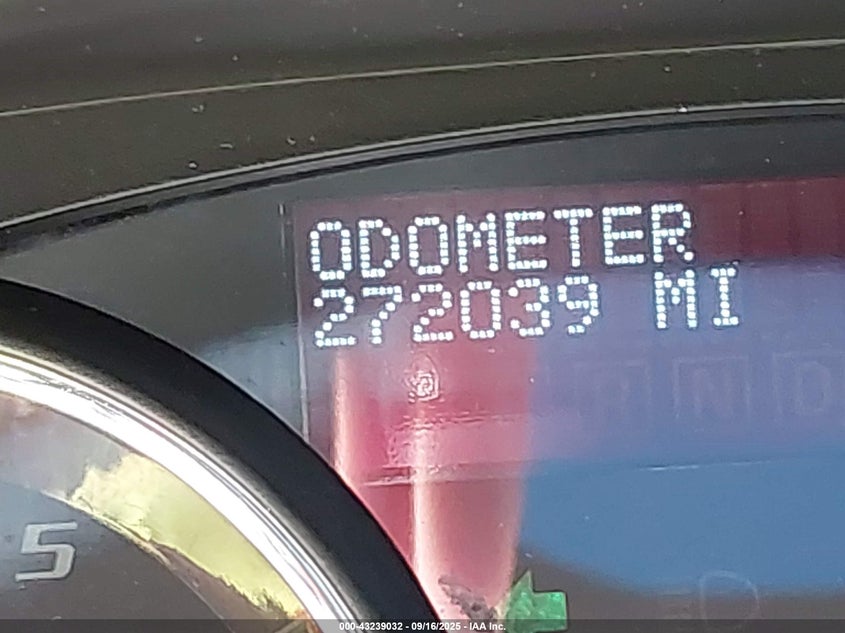 ODOMETER
272039 MI
N D
5
000-43239032 - 09/16/2025 - IAA Inc.